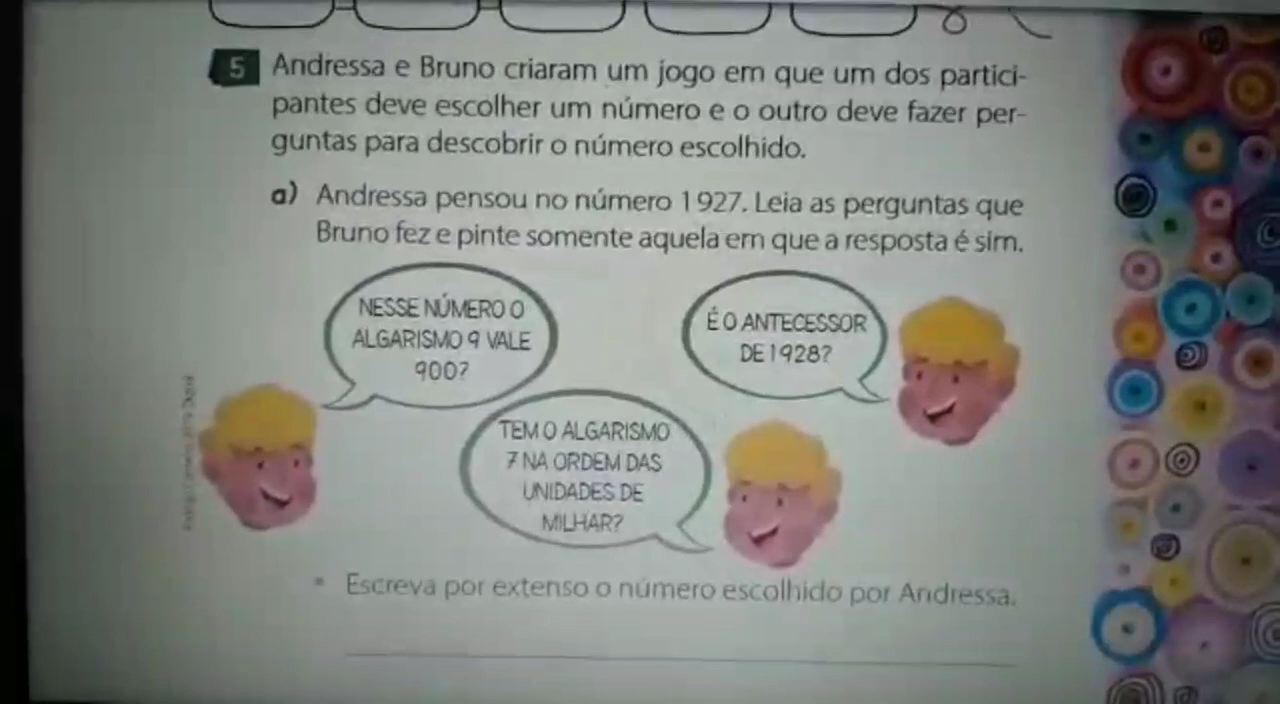 5 Andressa e Bruno criaram um jogo em que um dos partici-
pantes deve escolher um número e o outro deve fazer per-
guntas para descobrir o número escolhido.
a) Andressa pensou no número 1927. Leia as perguntas que
Bruno fez e pinte somente aquela em que a resposta é sim.
NESSE NÚMERO O
ALGARISMO 9 VALE
900?
É O ANTECESSOR
DE 1928?
TEM O ALGARISMO
7 NA ORDEM DAS
UNIDADES DE
MILHAR?
• Escreva por extenso o número escolhido por Andressa.